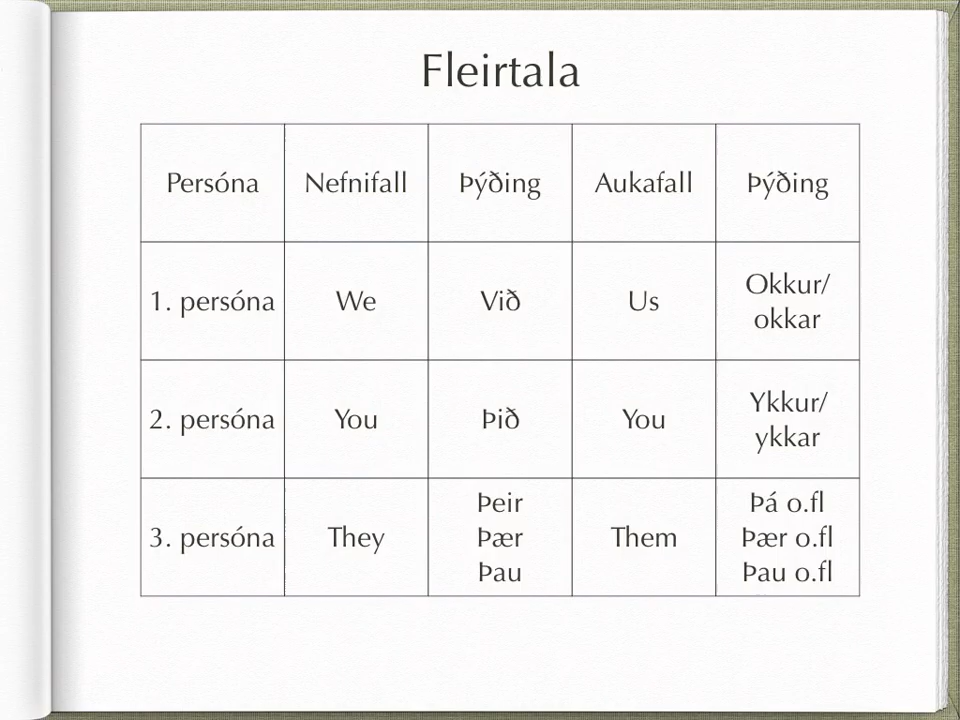 Fleirtala
Persóna Nefnifall Þýðing Aukafall Þýðing
1. persóna We Við Us Okkur/
okkar
2. persóna You Þið You Ykkur/
ykkar
3. persóna They Þeir
Þær
Þau Them Þá o.fl
Þær o.fl
Þau o.fl